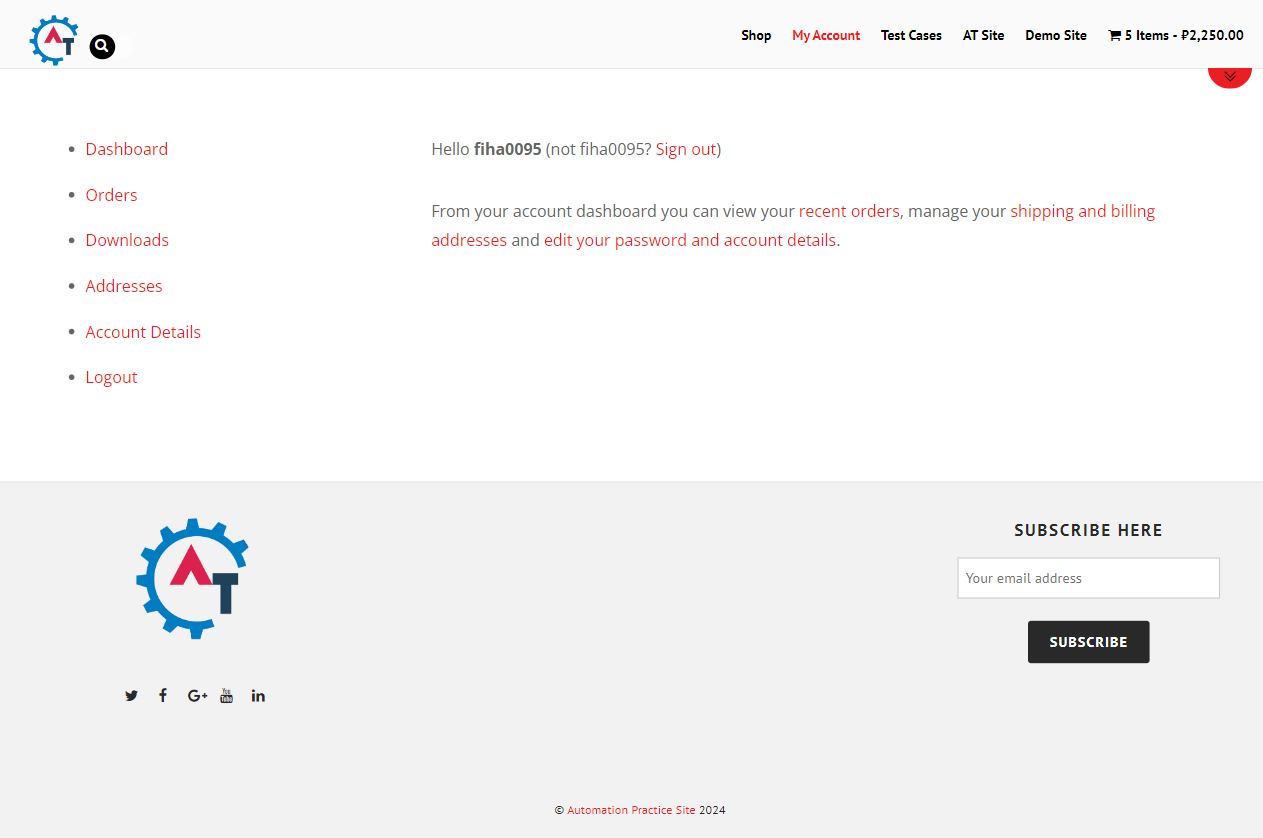 AT
Shop My Account Test Cases AT Site Demo Site 5 Items - ₽2,250.00
Dashboard
Orders
Downloads
Addresses
Account Details
Logout
Hello fiha0095 (not fiha0095? Sign out)
From your account dashboard you can view your recent orders, manage your shipping and billing
addresses and edit your password and account details.
AT
SUBSCRIBE HERE
Your email address
SUBSCRIBE
G+ You Tube in
© Automation Practice Site 2024